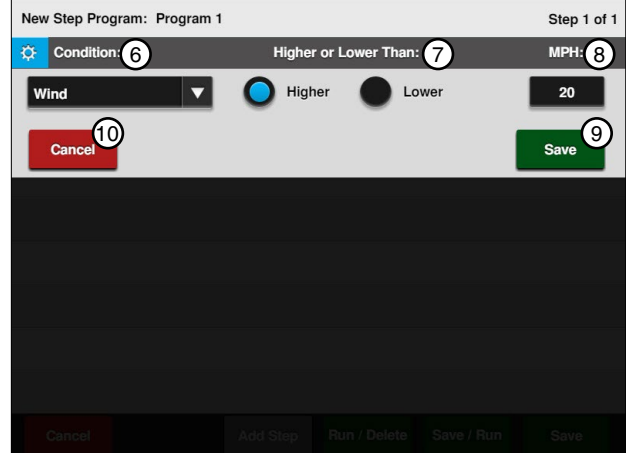 New Step Program: Program 1 Step 1 of 1
Condition: 6 Higher or Lower Than: 7 MPH: 8
Wind Higher Lower 20
10 9
Cancel Save
Cancel Add Step Run / Delete Save / Run Save